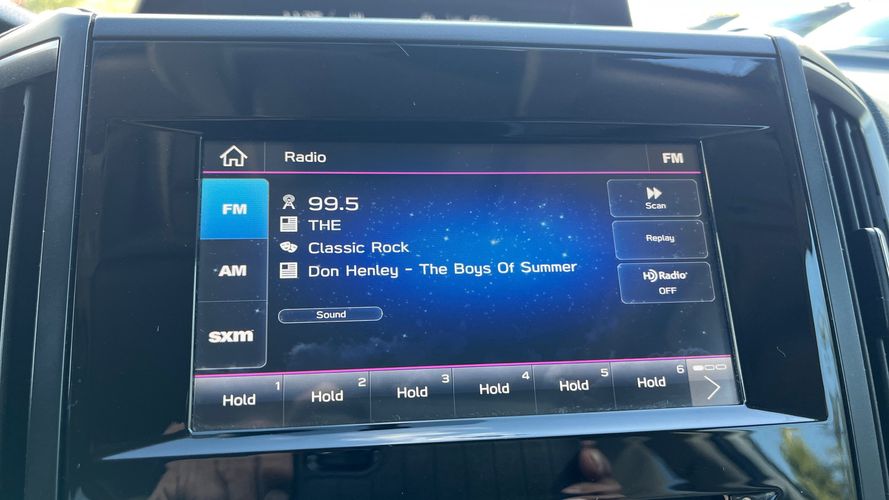 Radio
FM
FM
99.5
Scan
THE
Replay
Classic Rock
AM
Don Henley - The Boys Of Summer
HD Radio
OFF
Sound
sxm
Hold 1
Hold 2
Hold 3
Hold 4
Hold 5
Hold 6